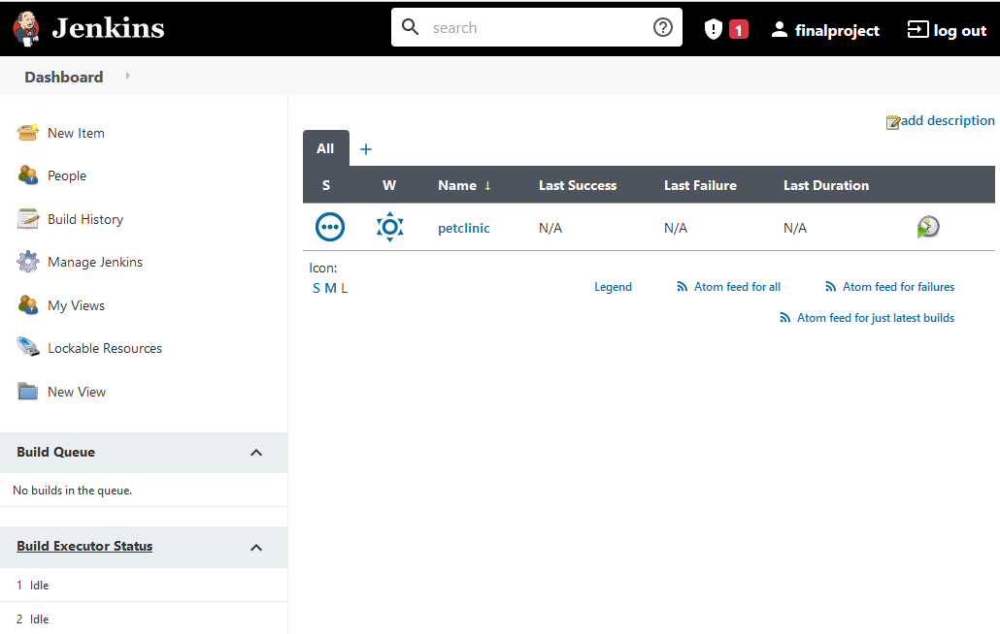 Jenkins
search
1
finalproject
log out
Dashboard
New Item
People
Build History
Manage Jenkins
My Views
Lockable Resources
New View
Build Queue
No builds in the queue.
Build Executor Status
1 Idle
2 Idle
add description
All +
S W Name ↓ Last Success Last Failure Last Duration
petclinic N/A N/A N/A
Icon:
S M L
Legend Atom feed for all Atom feed for failures
Atom feed for just latest builds